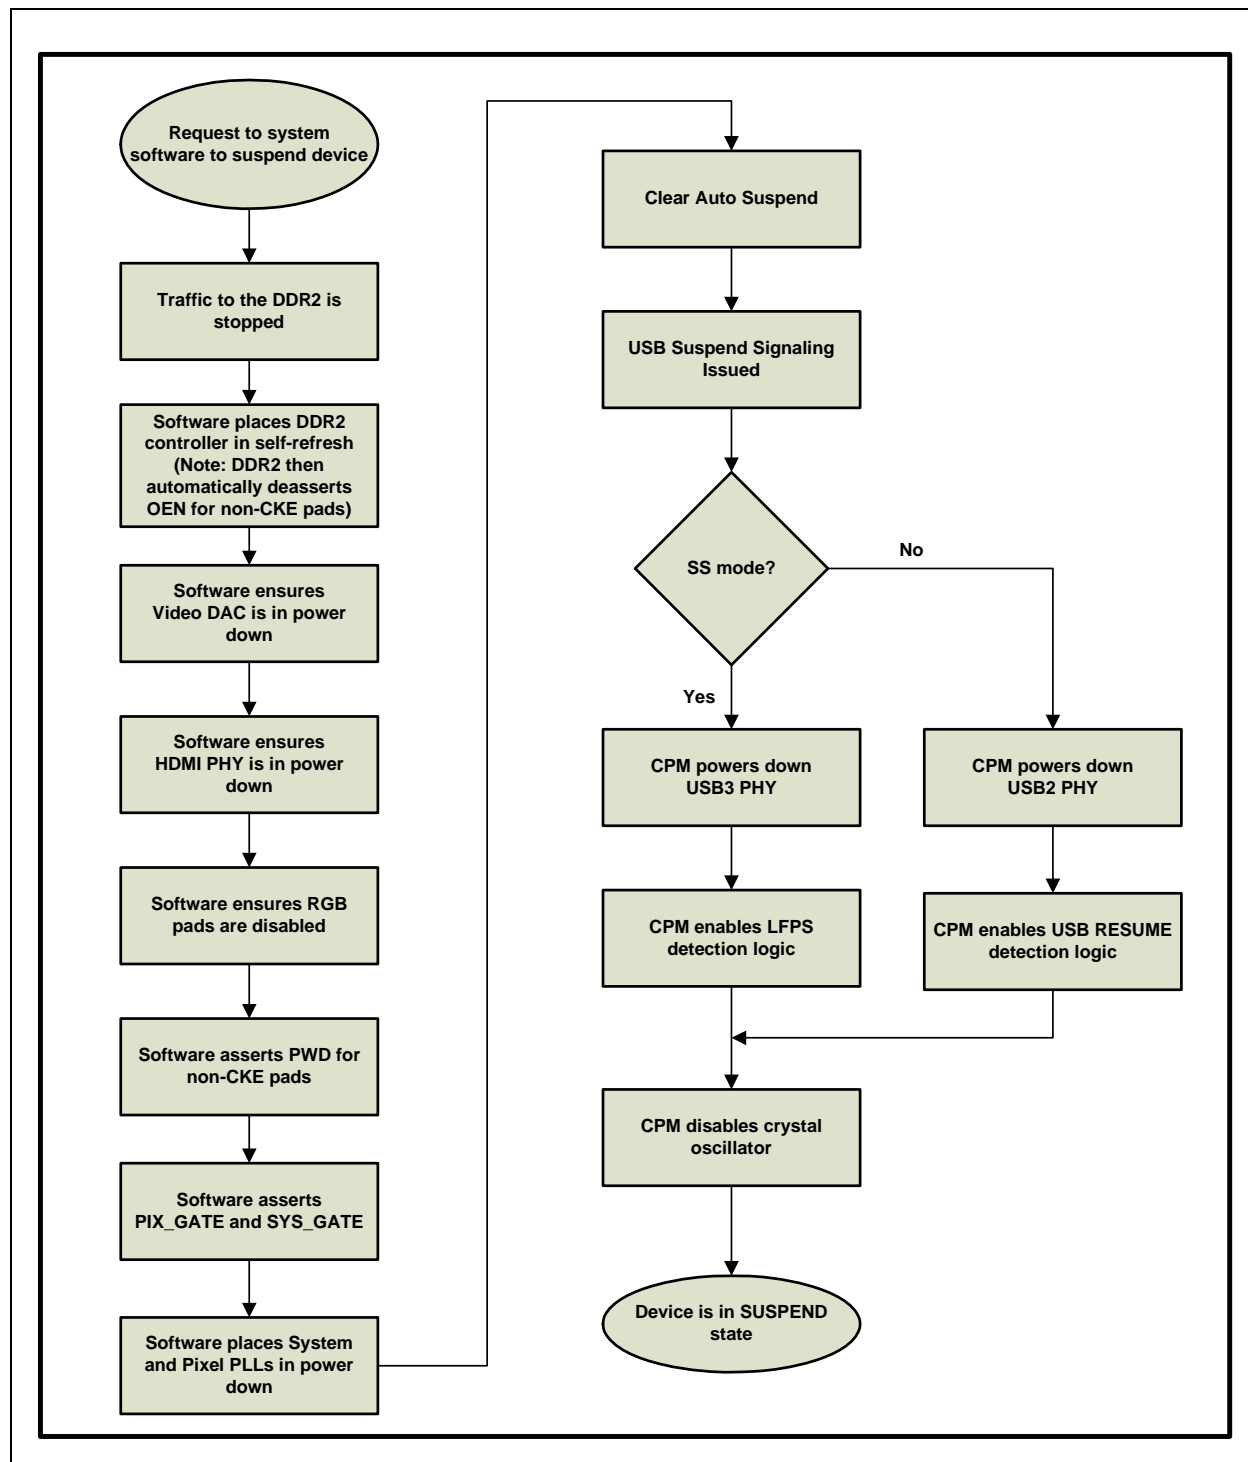 Request to system
software to suspend device
Traffic to the DDR2 is
stopped
Software places DDR2
controller in self-refresh
(Note: DDR2 then
automatically deasserts
OEN for non-CKE pads)
Software ensures
Video DAC is in power
down
Software ensures
HDMI PHY is in power
down
Software ensures RGB
pads are disabled
Software asserts PWD for
non-CKE pads
Software asserts
PIX_GATE and SYS_GATE
Software places System
and Pixel PLLs in power
down
Clear Auto Suspend
USB Suspend Signaling
Issued
SS mode?
No
Yes
CPM powers down
USB3 PHY
CPM powers down
USB2 PHY
CPM enables LFPS
detection logic
CPM enables USB RESUME
detection logic
CPM disables crystal
oscillator
Device is in SUSPEND
state